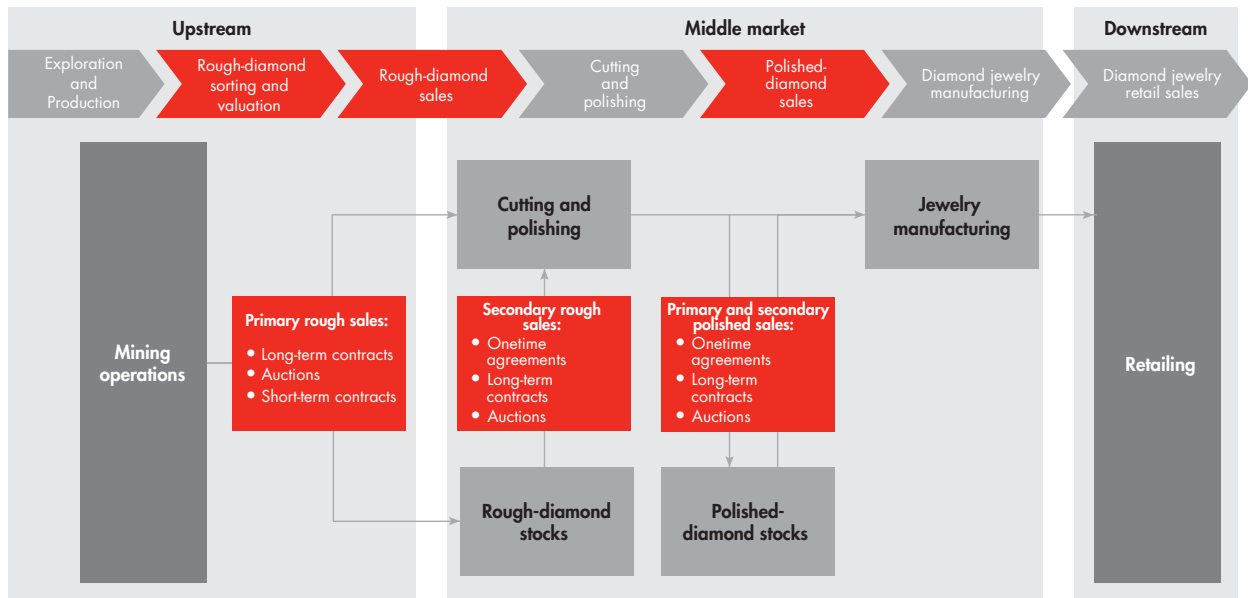 Upstream
Middle market
Downstream
Exploration
and
Production
Rough-diamond
sorting and
valuation
Rough-diamond
sales
Cutting
and
polishing
Polished-
diamond
sales
Diamond jewelry
manufacturing
Diamond jewelry
retail sales
Mining
operations
Primary rough sales:
• Long-term contracts
• Auctions
• Short-term contracts
Cutting and
polishing
Secondary rough
sales:
• Onetime
agreements
• Long-term
contracts
• Auctions
Rough-diamond
stocks
Primary and secondary
polished sales:
• Onetime
agreements
• Long-term
contracts
• Auctions
Polished-
diamond stocks
Jewelry
manufacturing
Retailing